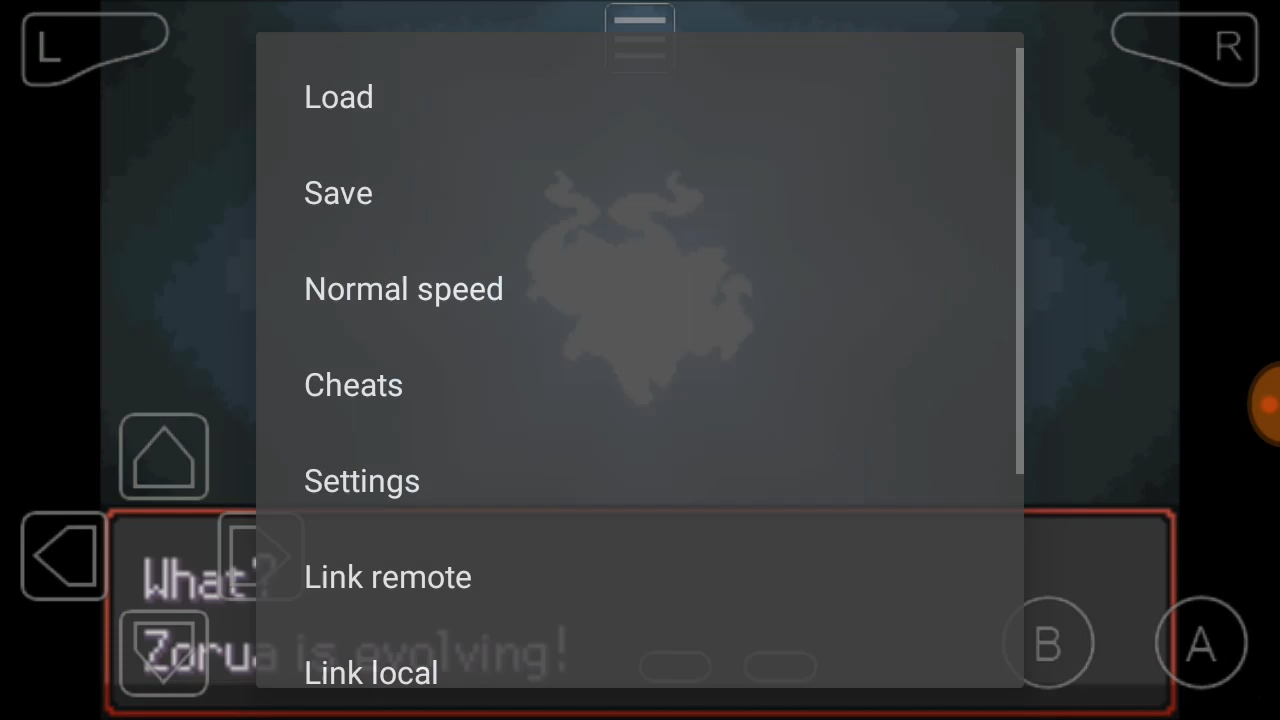 L
R
Load
Save
Normal speed
Cheats
Settings
Link remote
Link local
What?
Zorua is evolving!
B
A